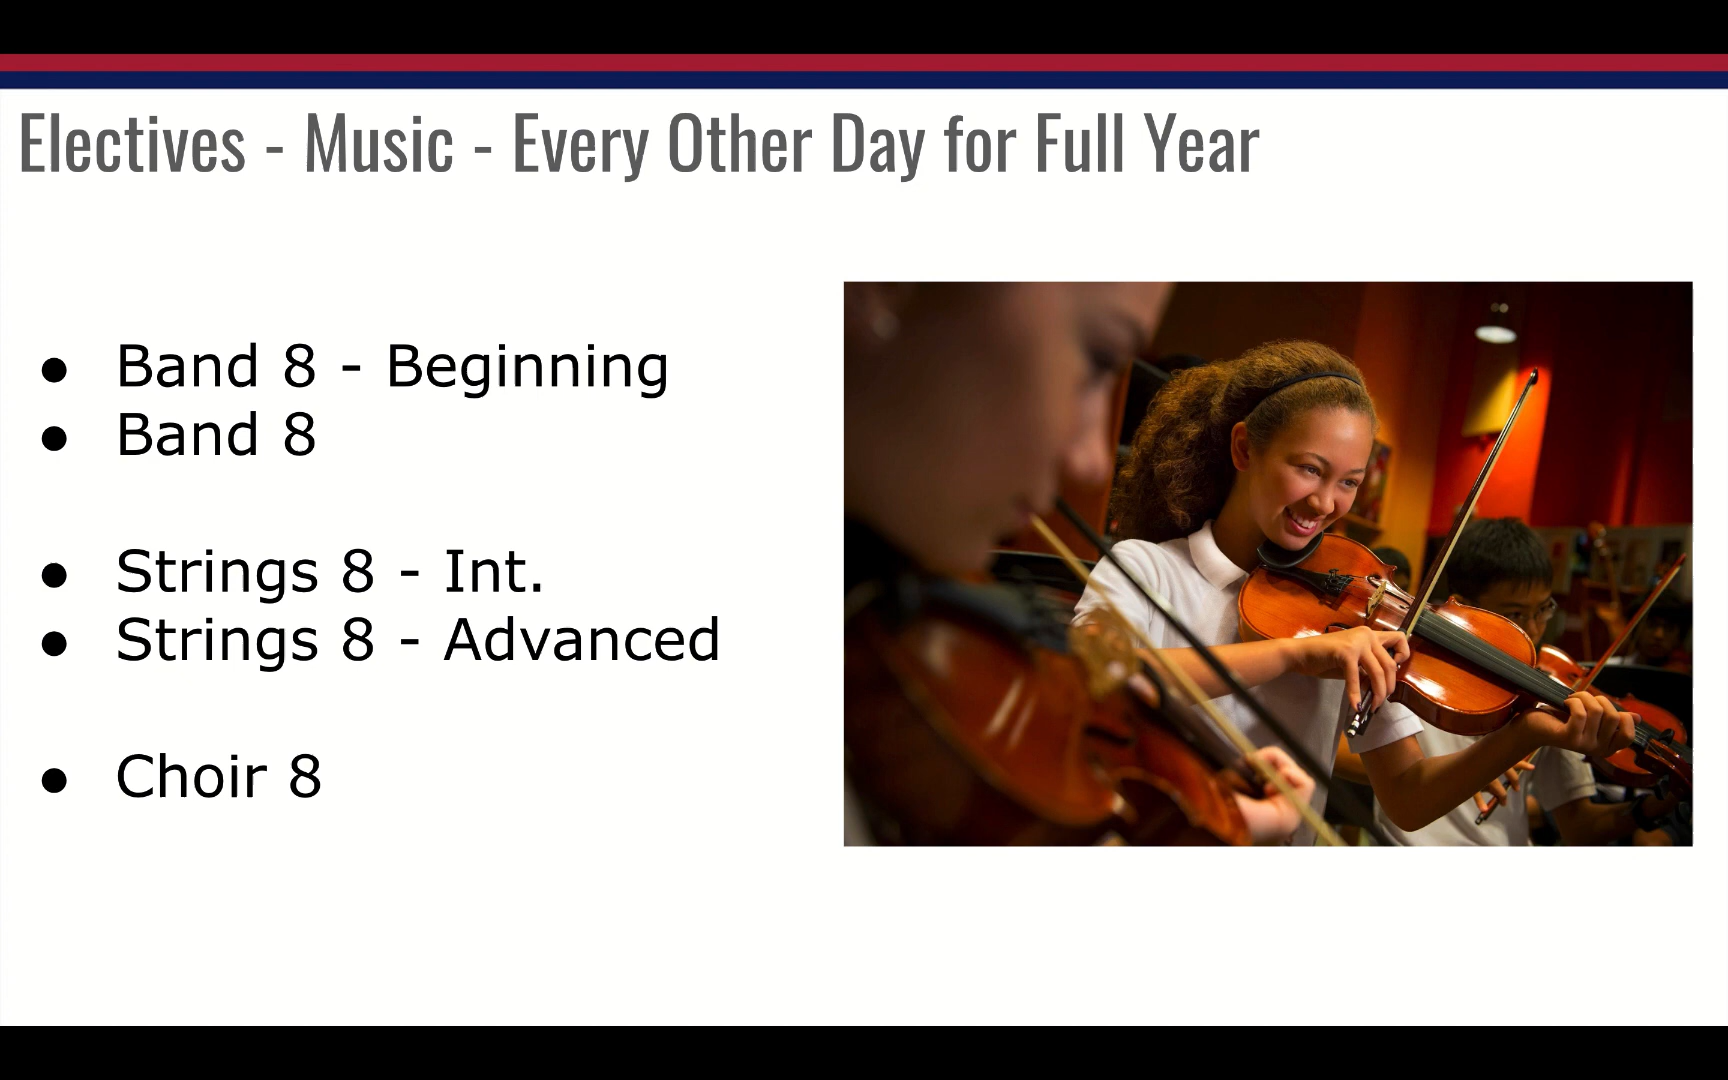 Electives - Music - Every Other Day for Full Year
● Band 8 - Beginning
● Band 8
● Strings 8 - Int.
● Strings 8 - Advanced
● Choir 8